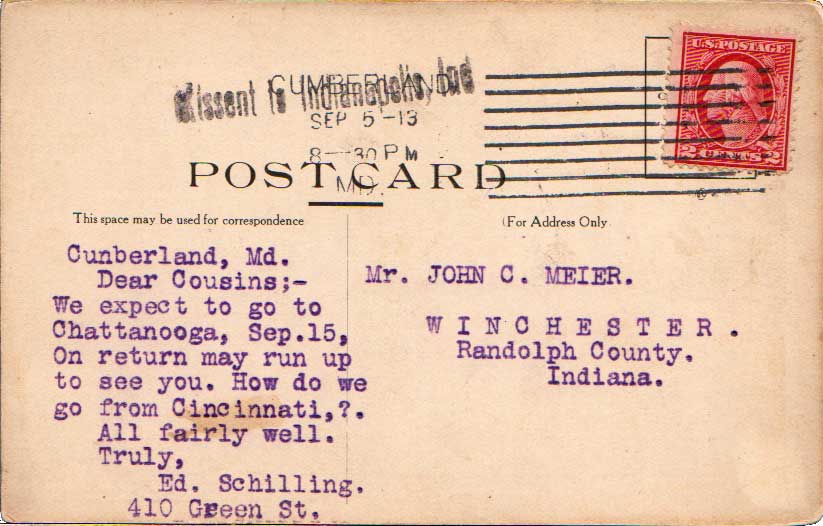 U.S. POSTAGE
2 CENTS 2
CUMBERLAND
Missent to Indianapolis, Ind
SEP 5-13
8-30 PM
MD.
POST CARD
This space may be used for correspondence
(For Address Only
Cunberland, Md.
Dear Cousins;-
We expect to go to
Chattanooga, Sep.15,
On return may run up
to see you. How do we
go from Cincinnati,?.
All fairly well.
Truly,
Ed. Schilling.
410 Green St.
Mr. JOHN C. MEIER.
W I N C H E S T E R .
Randolph County.
Indiana.